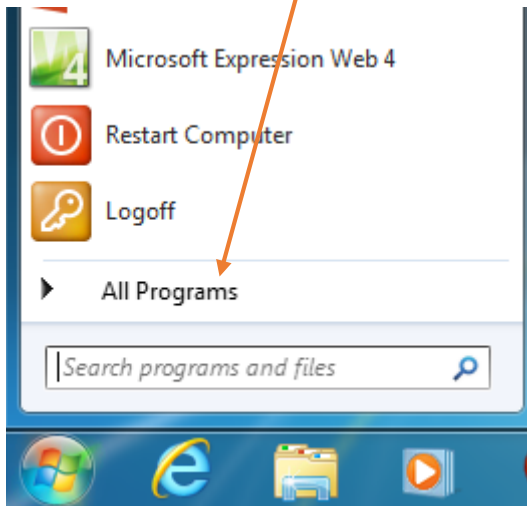 Microsoft Expression Web 4
Restart Computer
Logoff
All Programs
Search programs and files